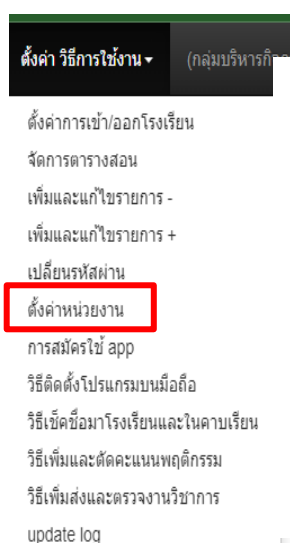 ตั้งค่า วิธีการใช้งาน (กลุ่มบริหารกิจ
ตั้งค่าการเข้า/ออกโรงเรียน
จัดการตารางสอน
เพิ่มและแก้ไขรายการ -
เพิ่มและแก้ไขรายการ +
เปลี่ยนรหัสผ่าน
ตั้งค่าหน่วยงาน
การสมัครใช้ app
วิธีติดตั้งโปรแกรมบนมือถือ
วิธีเช็คชื่อมาโรงเรียนและในคาบเรียน
วิธีเพิ่มและตัดคะแนนพฤติกรรม
วิธีเพิ่มส่งและตรวจงานวิชาการ
update log